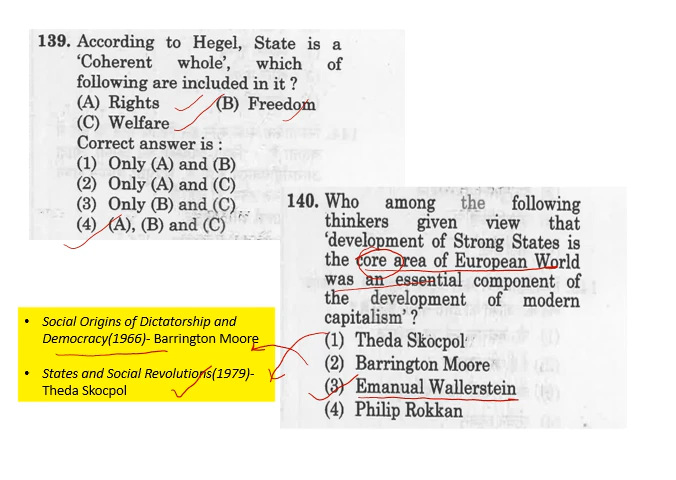 139. According to Hegel, State is a
'Coherent whole', which of
following are included in it ?
(A) Rights (B) Freedom
(C) Welfare
Correct answer is :
(1) Only (A) and (B)
(2) Only (A) and (C)
(3) Only (B) and (C)
(4) (A), (B) and (C)
140. Who among the following
thinkers given view that
'development of Strong States is
the core area of European World
was an essential component of
the development of modern
capitalism' ?
(1) Theda Skocpol
(2) Barrington Moore
(3) Emanual Wallerstein
(4) Philip Rokkan
• Social Origins of Dictatorship and
Democracy(1966)- Barrington Moore
• States and Social Revolutions(1979)-
Theda Skocpol